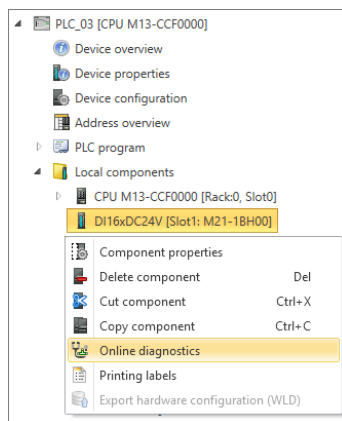 PLC_03 [CPU M13-CCF0000]
Device overview
Device properties
Device configuration
Address overview
PLC program
Local components
CPU M13-CCF0000 [Rack:0, Slot0]
DI16xDC24V [Slot1: M21-1BH00]
Component properties
Delete component Del
Cut component Ctrl+X
Copy component Ctrl+C
Online diagnostics
Printing labels
Export hardware configuration (WLD)